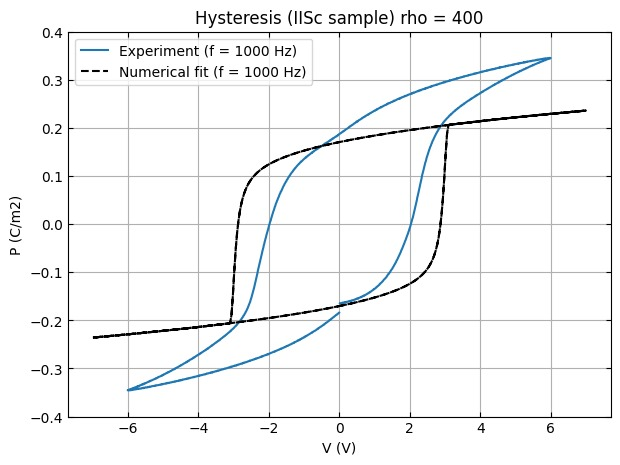 Hysteresis (IISc sample) rho = 400
Experiment (f = 1000 Hz)
Numerical fit (f = 1000 Hz)
P (C/m2)
0.4
0.3
0.2
0.1
0.0
−0.1
−0.2
−0.3
−0.4
−6 −4 −2 0 2 4 6
V (V)